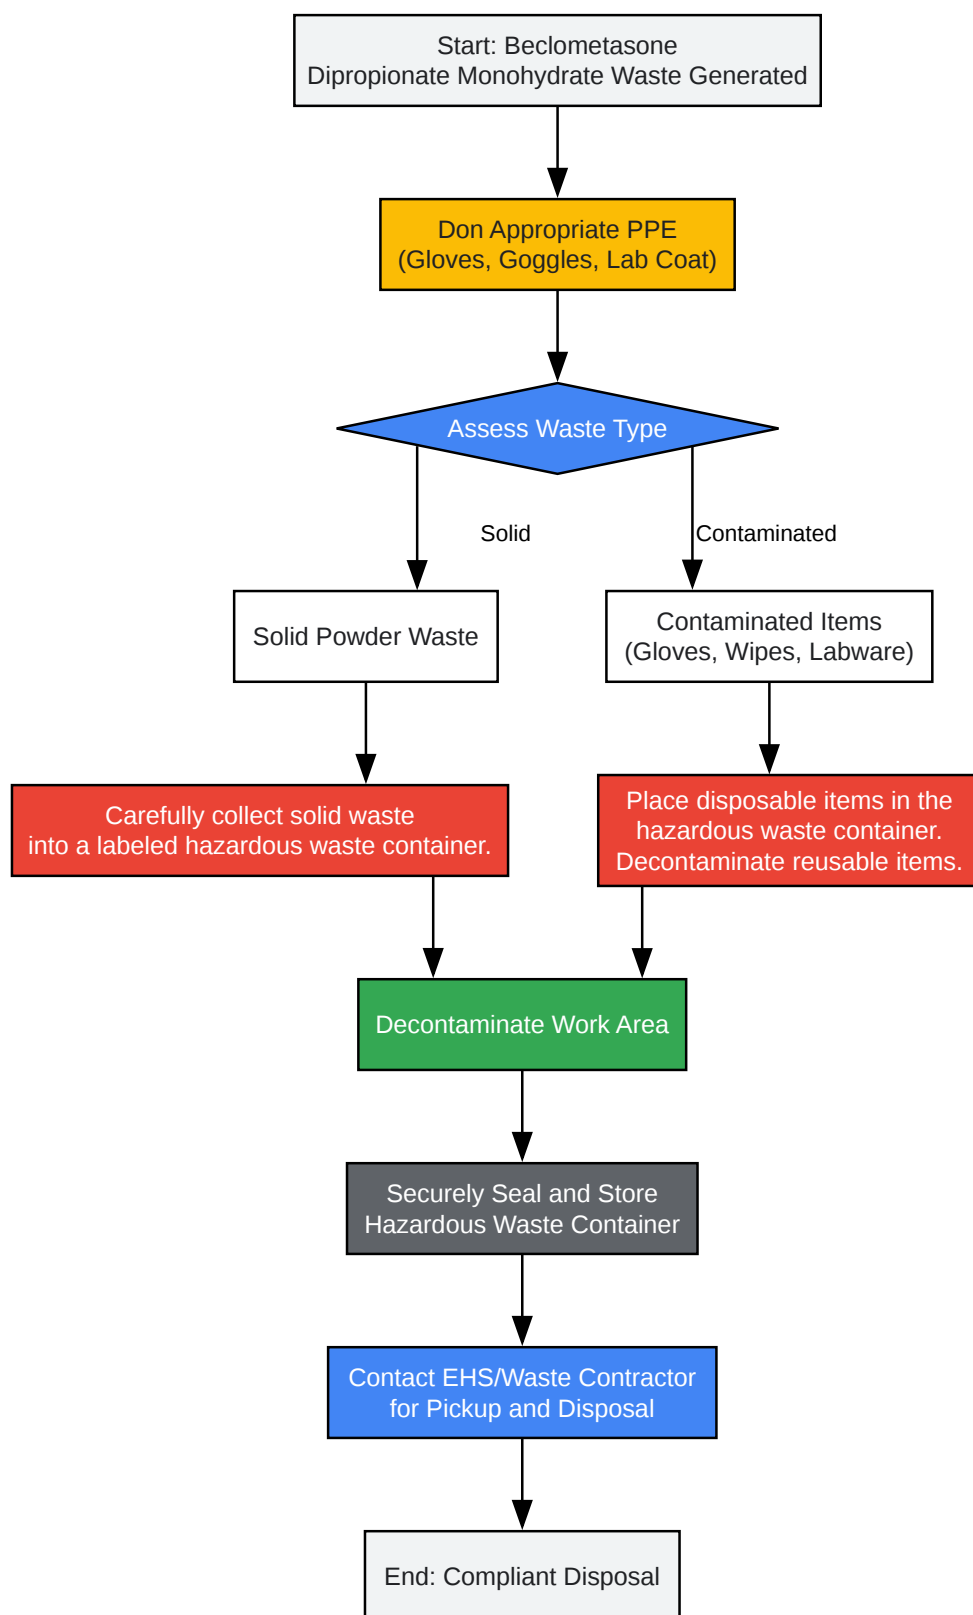 Start: Beclometasone
Dipropionate Monohydrate Waste Generated
Don Appropriate PPE
(Gloves, Goggles, Lab Coat)
Assess Waste Type
Solid
Contaminated
Solid Powder Waste
Contaminated Items
(Gloves, Wipes, Labware)
Carefully collect solid waste
into a labeled hazardous waste container.
Place disposable items in the
hazardous waste container.
Decontaminate reusable items.
Decontaminate Work Area
Securely Seal and Store
Hazardous Waste Container
Contact EHS/Waste Contractor
for Pickup and Disposal
End: Compliant Disposal